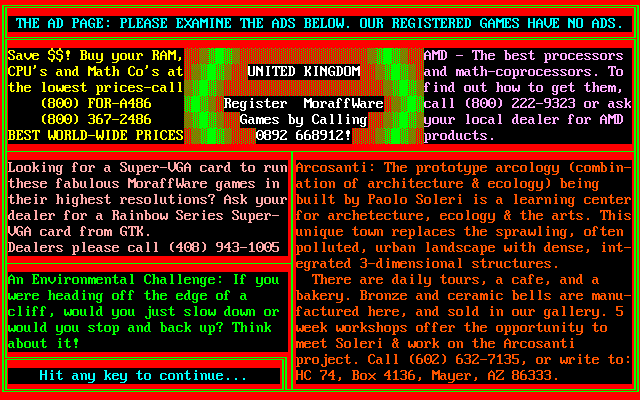 THE AD PAGE: PLEASE EXAMINE THE ADS BELOW. OUR REGISTERED GAMES HAVE NO ADS.
Save $$! Buy your RAM,
CPU's and Math Co's at
the lowest prices-call
(800) FOR-A486
(800) 367-2486
BEST WORLD-WIDE PRICES
UNITED KINGDOM
Register MoraffWare
Games by Calling
0892 668912!
AMD - The best processors
and math-coprocessors. To
find out how to get them,
call (800) 222-9323 or ask
your local dealer for AMD
products.
Looking for a Super-VGA card to run
these fabulous MoraffWare games in
their highest resolutions? Ask your
dealer for a Rainbow Series Super-
VGA card from GTK.
Dealers please call (408) 943-1005
An Environmental Challenge: If you
were heading off the edge of a
cliff, would you just slow down or
would you stop and back up? Think
about it!
Hit any key to continue...
Arcosanti: The prototype arcology (combin-
ation of architecture & ecology) being
built by Paolo Soleri is a learning center
for archetecture, ecology & the arts. This
unique town replaces the sprawling, often
polluted, urban landscape with dense, int-
egrated 3-dimensional structures.
There are daily tours, a cafe, and a
bakery. Bronze and ceramic bells are manu-
factured here, and sold in our gallery. 5
week workshops offer the opportunity to
meet Soleri & work on the Arcosanti
project. Call (602) 632-7135, or write to:
HC 74, Box 4136, Mayer, AZ 86333.